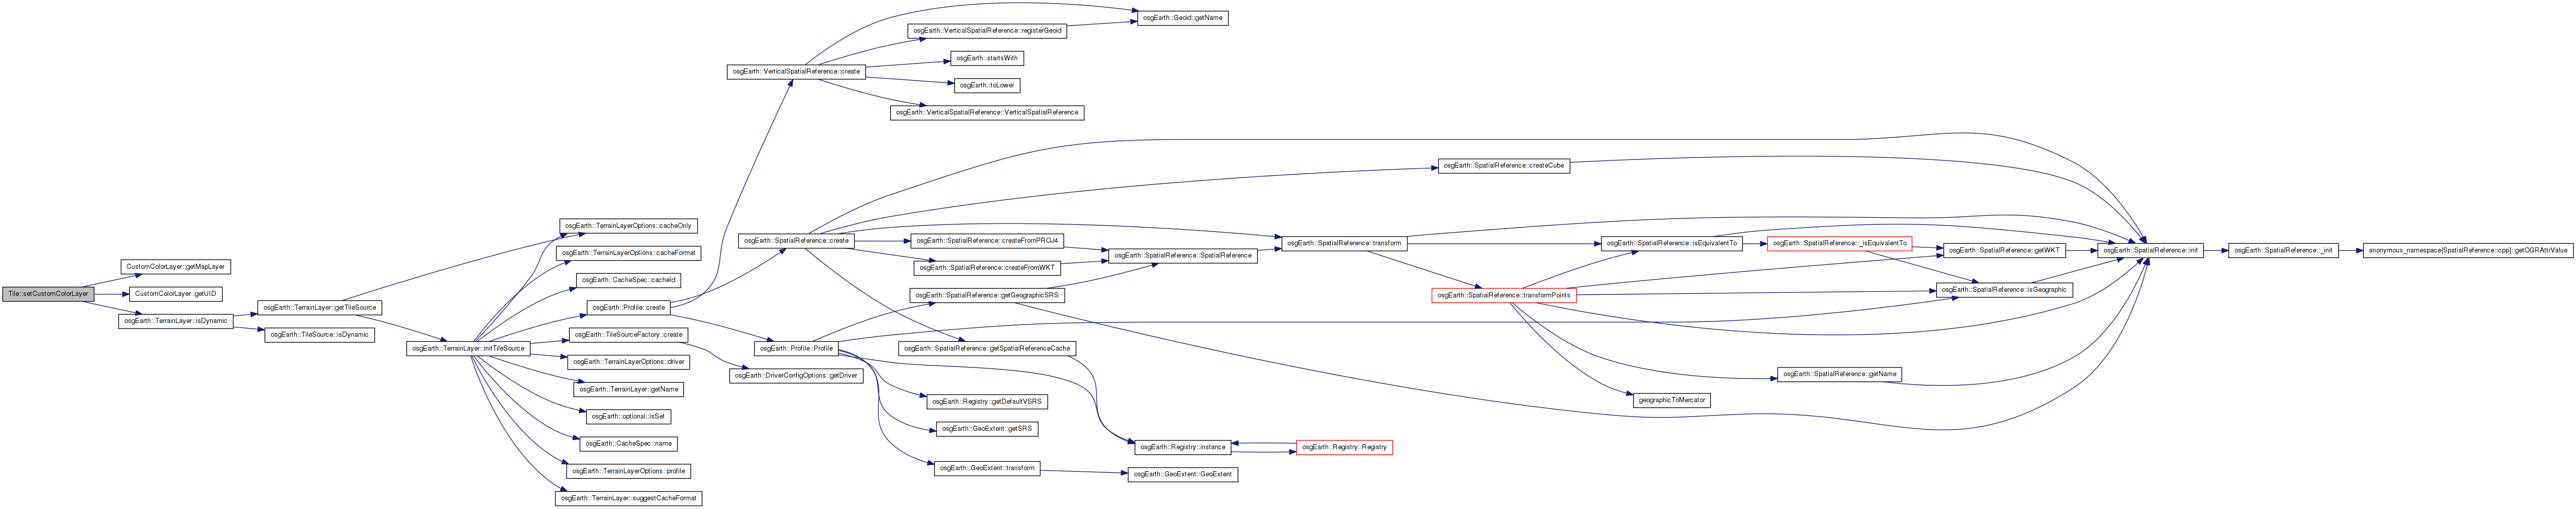 Tile::setCustomColorLayer
CustomColorLayer::getMapLayer
CustomColorLayer::getUID
osgEarth::TerrainLayer::isDynamic
osgEarth::TerrainLayer::getTileSource
osgEarth::TileSource::isDynamic
osgEarth::TerrainLayer::initTileSource
osgEarth::TerrainLayerOptions::cacheOnly
osgEarth::TerrainLayerOptions::cacheFormat
osgEarth::CacheSpec::cacheId
osgEarth::Profile::create
osgEarth::TileSourceFactory::create
osgEarth::TerrainLayerOptions::driver
osgEarth::TerrainLayer::getName
osgEarth::optional::isSet
osgEarth::CacheSpec::name
osgEarth::TerrainLayerOptions::profile
osgEarth::TerrainLayer::suggestCacheFormat
osgEarth::VerticalSpatialReference::create
osgEarth::SpatialReference::create
osgEarth::Profile::Profile
osgEarth::DriverConfigOptions::getDriver
osgEarth::VerticalSpatialReference::registerGeoid
osgEarth::startsWith
osgEarth::toLower
osgEarth::VerticalSpatialReference::VerticalSpatialReference
osgEarth::SpatialReference::createFromPROJ4
osgEarth::SpatialReference::createFromWKT
osgEarth::SpatialReference::getGeographicSRS
osgEarth::SpatialReference::getSpatialReferenceCache
osgEarth::Registry::getDefaultVSRS
osgEarth::GeoExtent::getSRS
osgEarth::GeoExtent::transform
osgEarth::Geoid::getName
osgEarth::SpatialReference::SpatialReference
osgEarth::Registry::instance
osgEarth::GeoExtent::GeoExtent
osgEarth::SpatialReference::transform
osgEarth::Registry::Registry
osgEarth::SpatialReference::createCube
osgEarth::SpatialReference::transformPoints
osgEarth::SpatialReference::isEquivalentTo
geographicToMercator
osgEarth::SpatialReference::_isEquivalentTo
osgEarth::SpatialReference::getName
osgEarth::SpatialReference::getWKT
osgEarth::SpatialReference::isGeographic
osgEarth::SpatialReference::init
osgEarth::SpatialReference::_init
anonymous_namespace{SpatialReference::cpp}::getOGRAttrValue